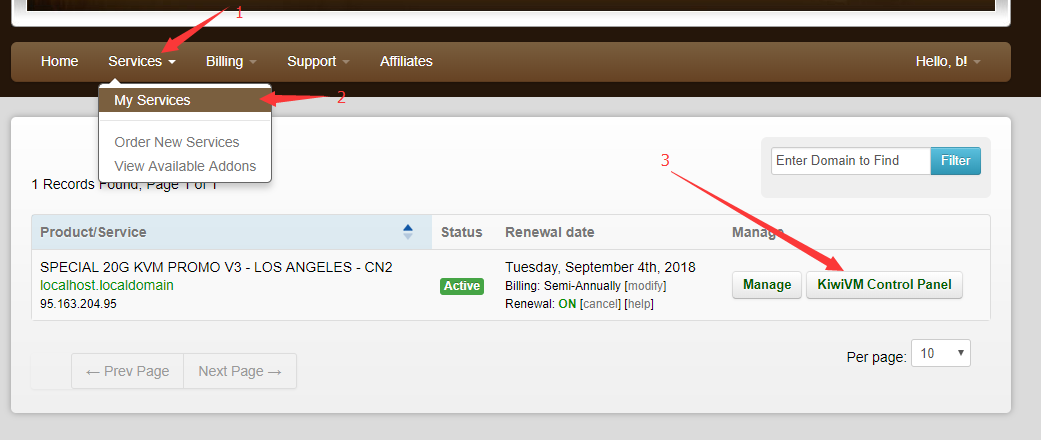 1
Home Services Billing Support Affiliates Hello, b!
My Services
2
Order New Services
View Available Addons
3
Enter Domain to Find Filter
1 Records Found, Page 1 of 1
Product/Service Status Renewal date Manage
SPECIAL 20G KVM PROMO V3 - LOS ANGELES - CN2
localhost.localdomain
95.163.204.95
Active
Tuesday, September 4th, 2018
Billing: Semi-Annually [modify]
Renewal: ON [cancel] [help]
Manage KiwiVM Control Panel
← Prev Page Next Page →
Per page: 10